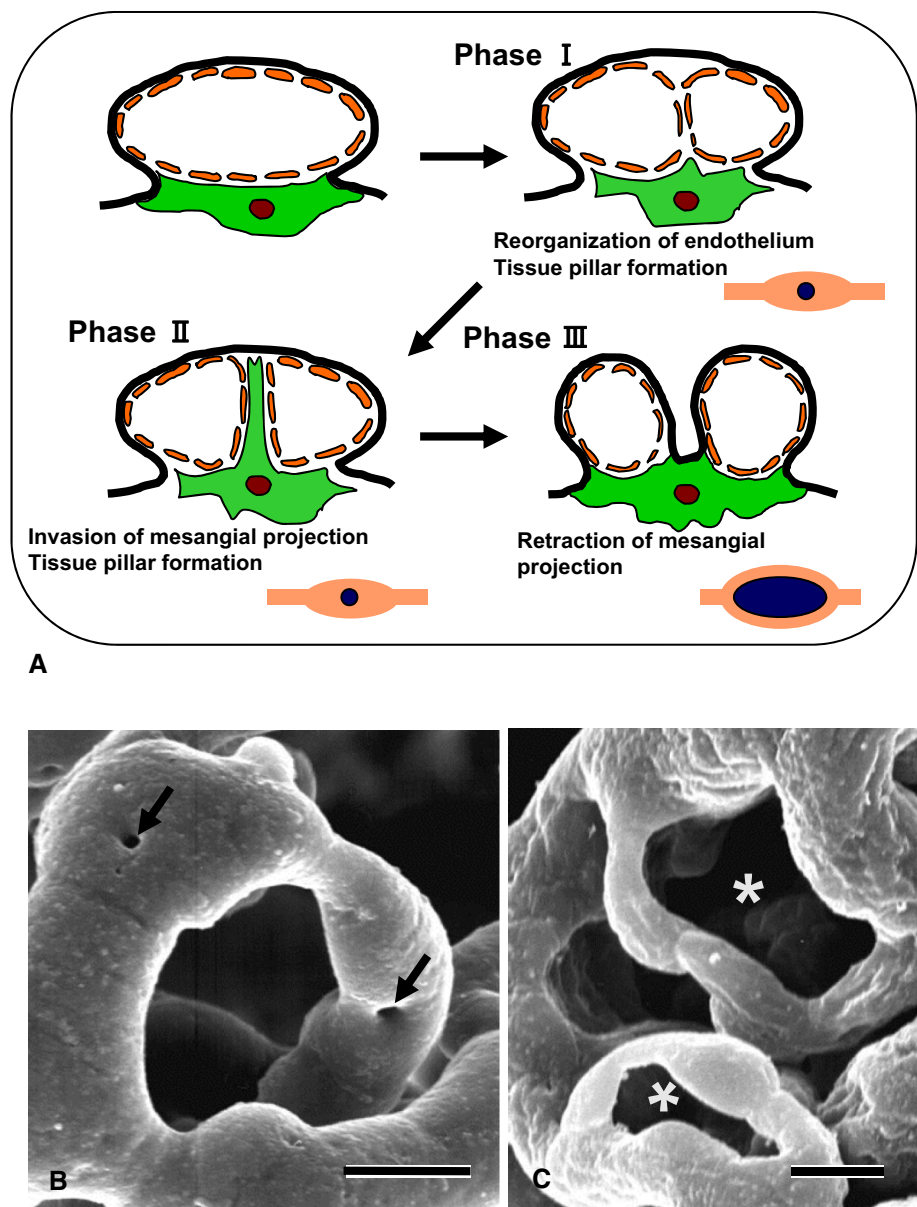 Phase Ⅰ
Reorganization of endothelium
Tissue pillar formation
Phase Ⅱ
Phase Ⅲ
Invasion of mesangial projection
Tissue pillar formation
Retraction of mesangial
projection
A
*
*
B
C